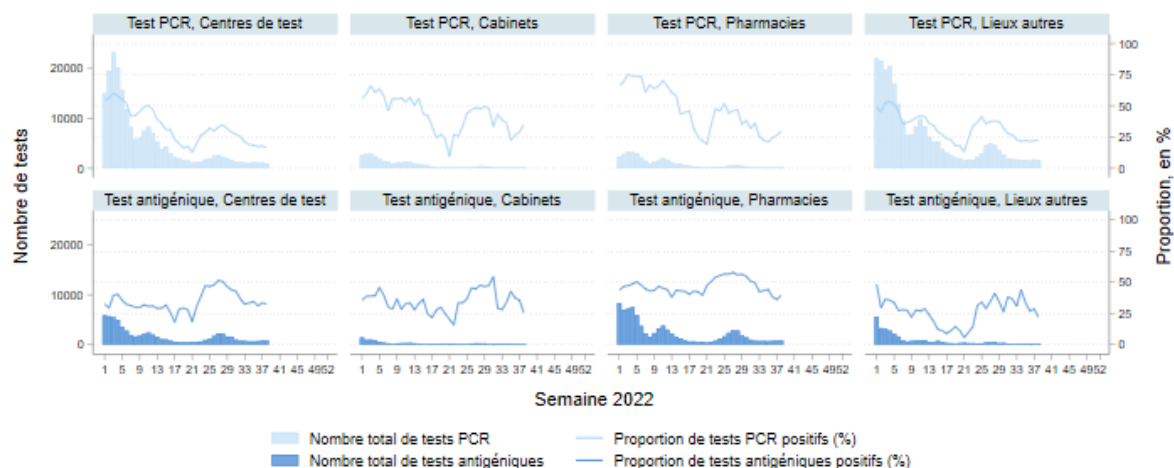 Test PCR, Centres de test Test PCR, Cabinets Test PCR, Pharmacies Test PCR, Lieux autres
100
20000
75
50
10000
25
0 0
Nombre de tests
Proportion, en %
Test antigénique, Centres de test Test antigénique, Cabinets Test antigénique, Pharmacies Test antigénique, Lieux autres
100
20000
75
50
10000
25
0 0
1 5 9 13 17 21 25 29 33 37 41 45 4952 1 5 9 13 17 21 25 29 33 37 41 45 4952 1 5 9 13 17 21 25 29 33 37 41 45 4952 1 5 9 13 17 21 25 29 33 37 41 45 4952
Semaine 2022
Nombre total de tests PCR Proportion de tests PCR positifs (%)
Nombre total de tests antigéniques Proportion de tests antigéniques positifs (%)